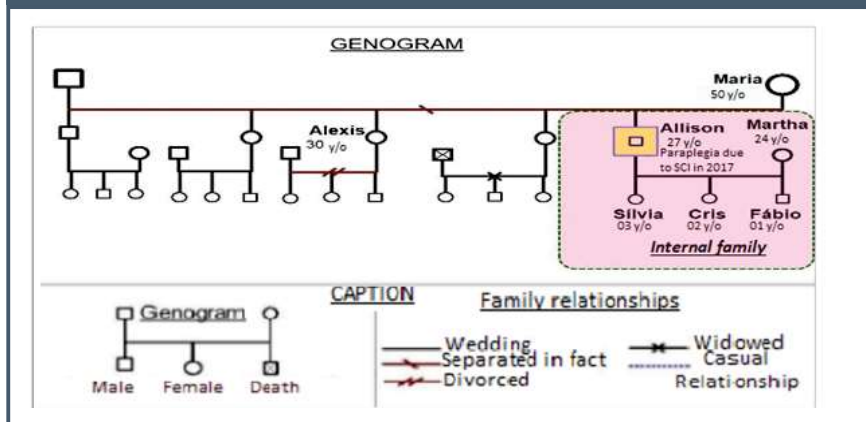 GENOGRAM
Maria
50 y/o
Alexis
30 y/o
Allison
27 y/o
Paraplegia due
to SCI in 2017
Martha
24 y/o
Sílvia
03 y/o
Cris
02 y/o
Fábio
01 y/o
Internal family
CAPTION
Genogram
Male
Female
Death
Family relationships
Wedding
Separated in fact
Divorced
Widowed
Casual
Relationship